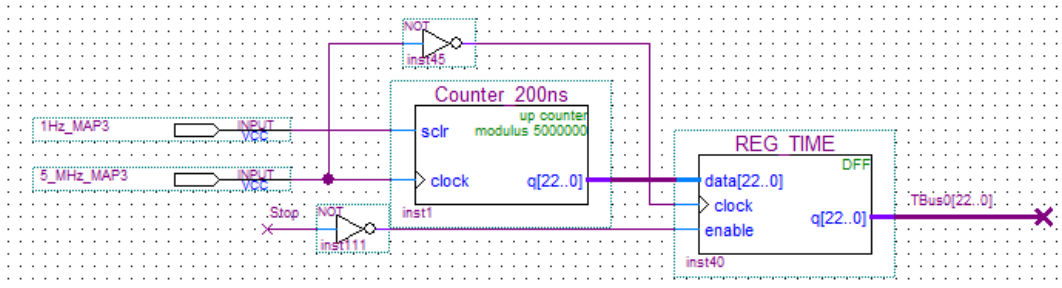 NOT
inst45
Counter_200ns
up counter
modulus 5000000
sclr
clock
q[22..0]
inst1
1Hz_MAP3
INPUT
VCC
5_MHz_MAP3
INPUT
VCC
Stop
NOT
inst111
REG_TIME
DFF
data[22..0]
clock
enable
q[22..0]
inst40
TBus0[22..0]